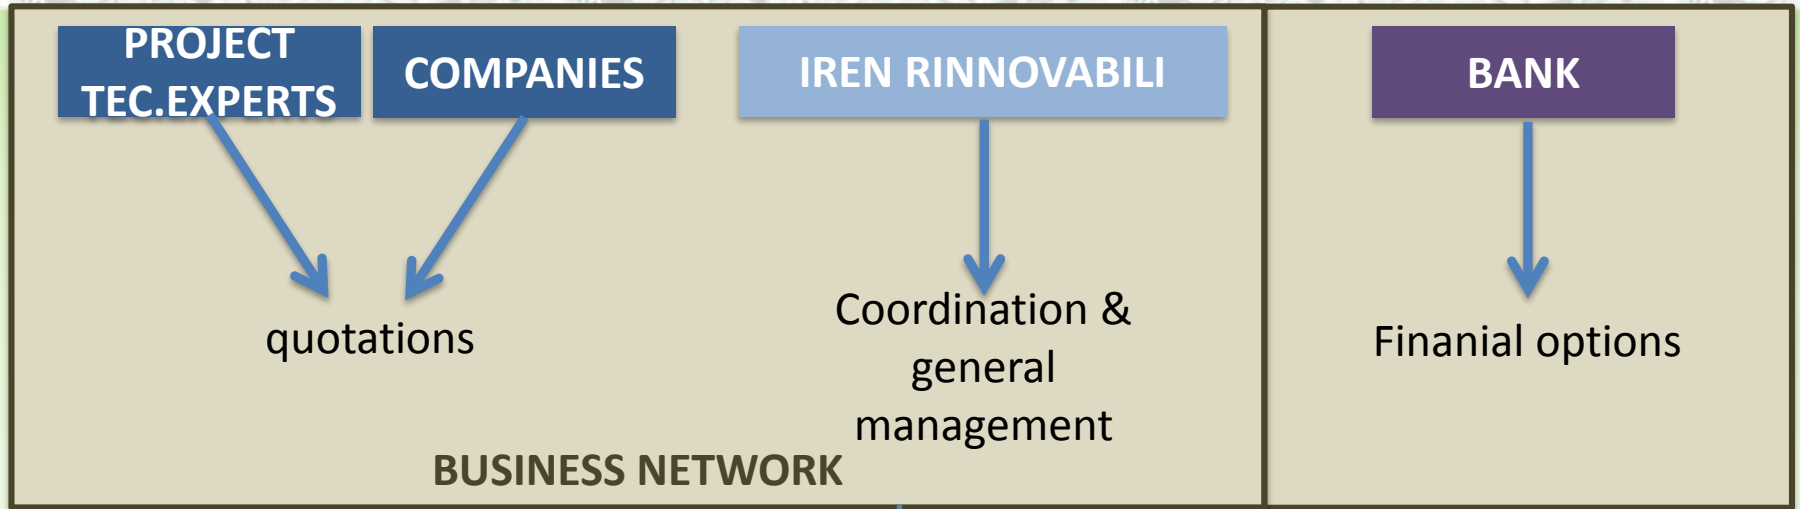 PROJECT
TEC.EXPERTS
COMPANIES
IREN RINNOVABILI
BANK
quotations
Coordination &
general
management
Finanial options
BUSINESS NETWORK